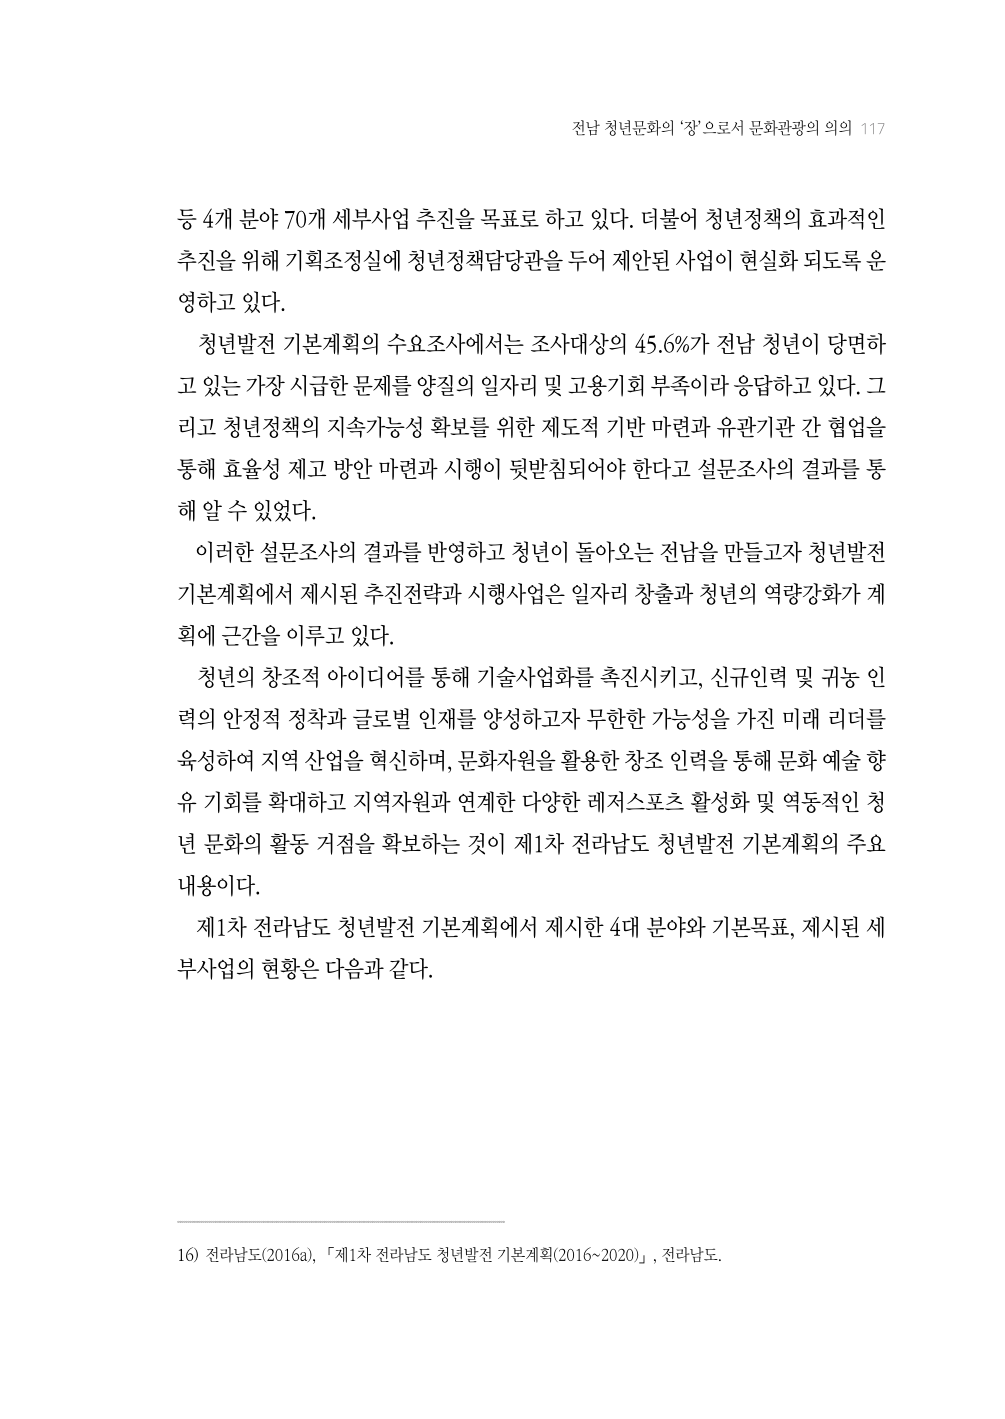 전남 청년문화의 ‘장’으로서 문화관광의 의의 117
등 4개 분야 70개 세부사업 추진을 목표로 하고 있다. 더불어 청년정책의 효과적인
추진을 위해 기획조정실에 청년정책담당관을 두어 제안된 사업이 현실화 되도록 운
영하고 있다.
청년발전 기본계획의 수요조사에서는 조사대상의 45.6%가 전남 청년이 당면하
고 있는 가장 시급한 문제를 양질의 일자리 및 고용기회 부족이라 응답하고 있다. 그
리고 청년정책의 지속가능성 확보를 위한 제도적 기반 마련과 유관기관 간 협업을
통해 효율성 제고 방안 마련과 시행이 뒷받침되어야 한다고 설문조사의 결과를 통
해 알 수 있었다.
이러한 설문조사의 결과를 반영하고 청년이 돌아오는 전남을 만들고자 청년발전
기본계획에서 제시된 추진전략과 시행사업은 일자리 창출과 청년의 역량강화가 계
획에 근간을 이루고 있다.
청년의 창조적 아이디어를 통해 기술사업화를 촉진시키고, 신규인력 및 귀농 인
력의 안정적 정착과 글로벌 인재를 양성하고자 무한한 가능성을 가진 미래 리더를
육성하여 지역 산업을 혁신하며, 문화자원을 활용한 창조 인력을 통해 문화 예술 향
유 기회를 확대하고 지역자원과 연계한 다양한 레저스포츠 활성화 및 역동적인 청
년 문화의 활동 거점을 확보하는 것이 제1차 전라남도 청년발전 기본계획의 주요
내용이다.
제1차 전라남도 청년발전 기본계획에서 제시한 4대 분야와 기본목표, 제시된 세
부사업의 현황은 다음과 같다.
16) 전라남도(2016a), 「제1차 전라남도 청년발전 기본계획(2016~2020)」, 전라남도.